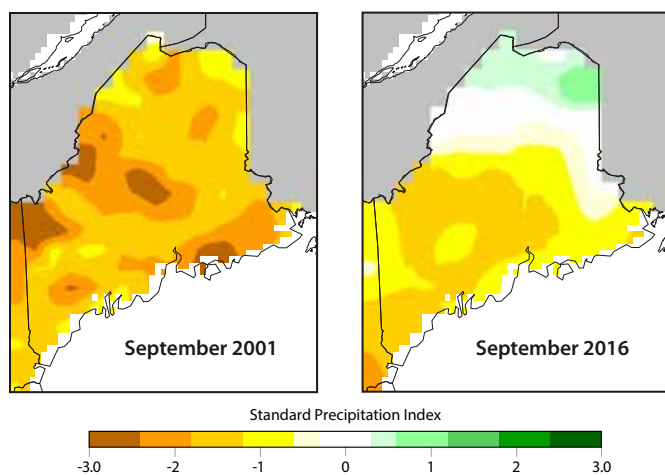 September 2001
September 2016
Standard Precipitation Index
-3.0 -2 -1 0 1 2 3.0